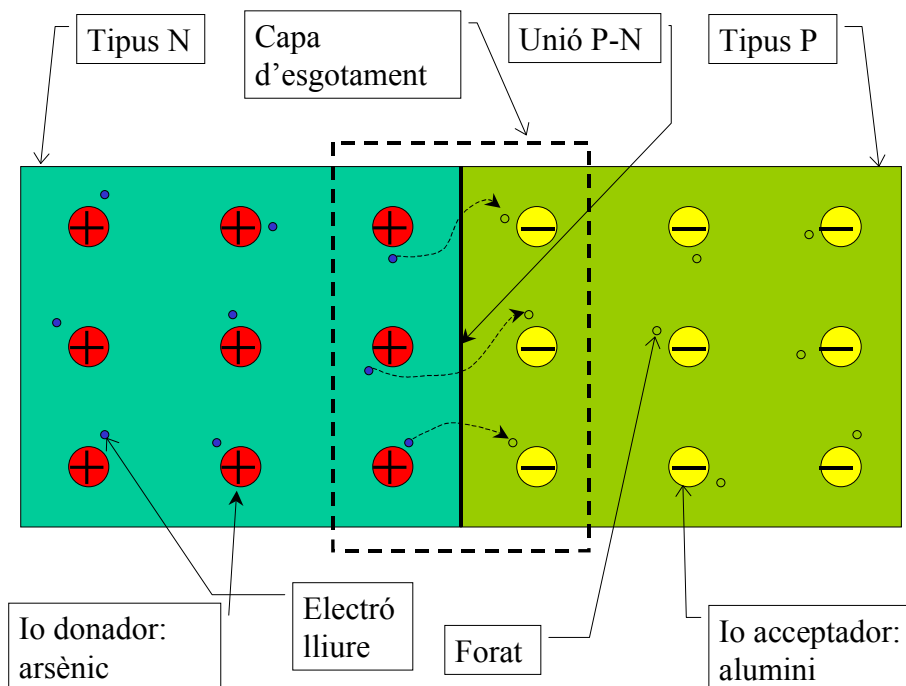 Tipus N
Capa
d’esgotament
Unió P-N
Tipus P
Io donador:
arsènic
Electró
lliure
Forat
Io acceptador:
alumini